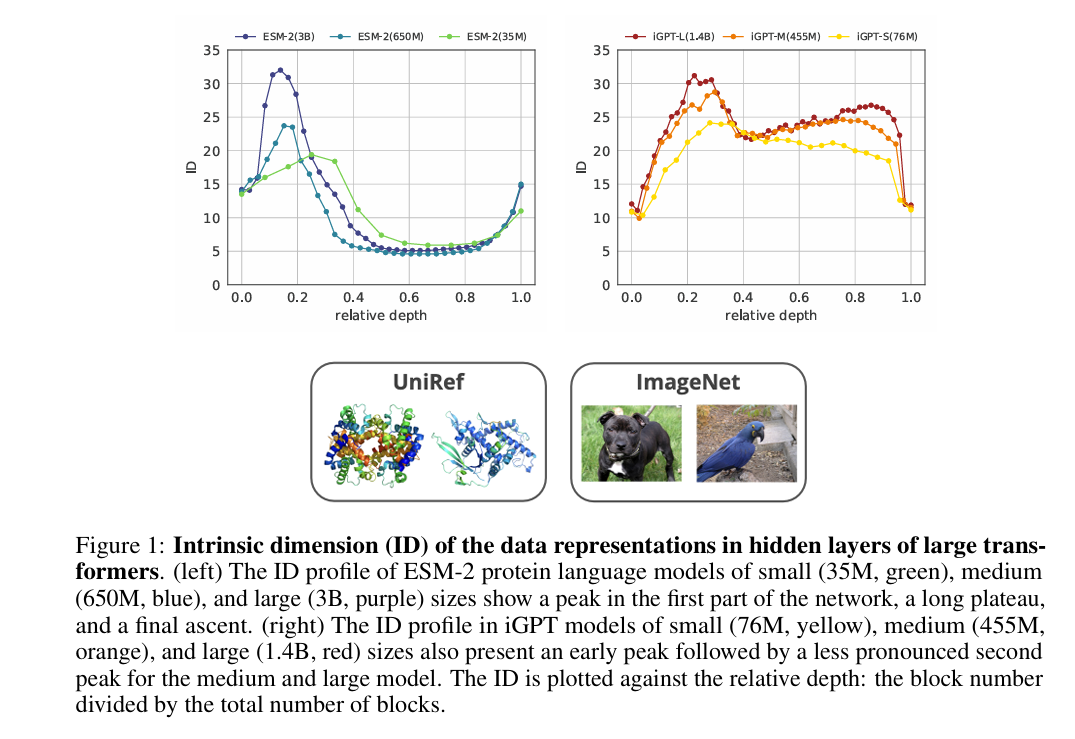 ESM-2(3B) ESM-2(650M) ESM-2(35M)
35
30
25
20
15
10
5
0
ID
0.0 0.2 0.4 0.6 0.8 1.0
relative depth
iGPT-L(1.4B) iGPT-M(455M) iGPT-S(76M)
35
30
25
20
15
10
5
0
ID
0.0 0.2 0.4 0.6 0.8 1.0
relative depth
UniRef
ImageNet
Figure 1: Intrinsic dimension (ID) of the data representations in hidden layers of large trans-
formers. (left) The ID profile of ESM-2 protein language models of small (35M, green), medium
(650M, blue), and large (3B, purple) sizes show a peak in the first part of the network, a long plateau,
and a final ascent. (right) The ID profile in iGPT models of small (76M, yellow), medium (455M,
orange), and large (1.4B, red) sizes also present an early peak followed by a less pronounced second
peak for the medium and large model. The ID is plotted against the relative depth: the block number
divided by the total number of blocks.